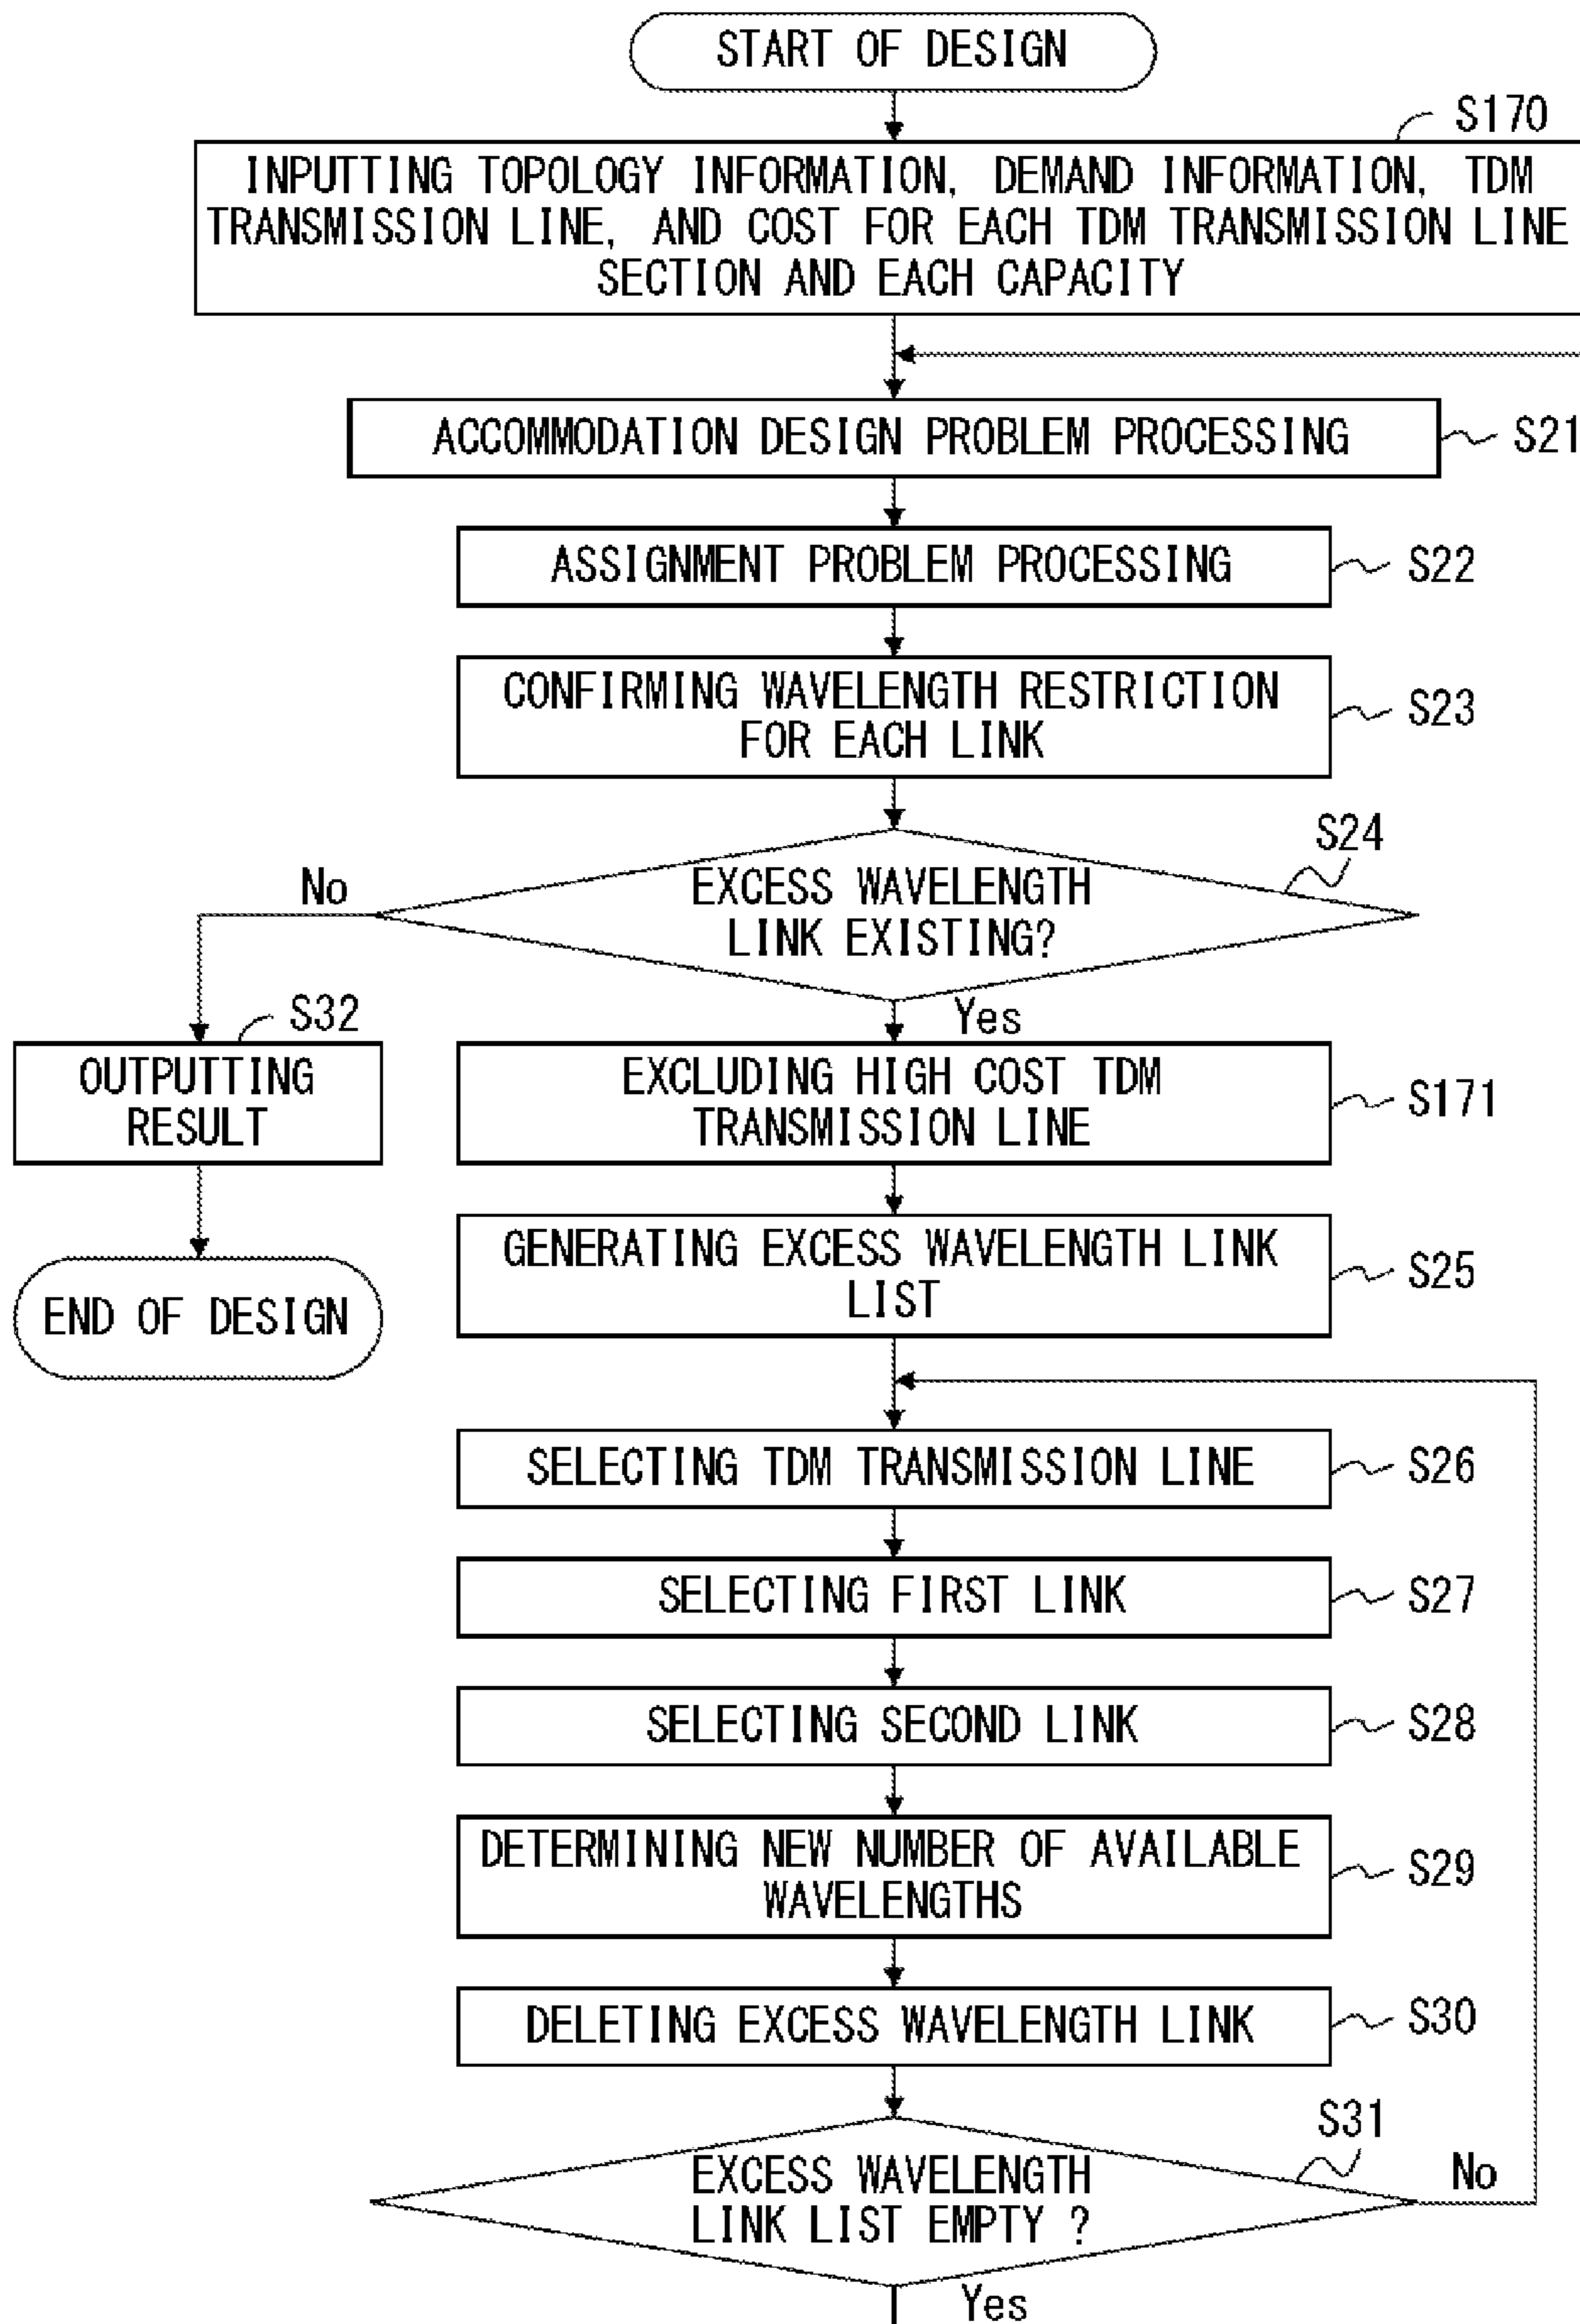 START OF DESIGN
S170
INPUTTING TOPOLOGY INFORMATION, DEMAND INFORMATION, TDM
TRANSMISSION LINE, AND COST FOR EACH TDM TRANSMISSION LINE
SECTION AND EACH CAPACITY
ACCOMMODATION DESIGN PROBLEM PROCESSING
S21
ASSIGNMENT PROBLEM PROCESSING
S22
CONFIRMING WAVELENGTH RESTRICTION
FOR EACH LINK
S23
S24
No
EXCESS WAVELENGTH
LINK EXISTING?
Yes
S32
OUTPUTTING
RESULT
END OF DESIGN
EXCLUDING HIGH COST TDM
TRANSMISSION LINE
S171
GENERATING EXCESS WAVELENGTH LINK
LIST
S25
SELECTING TDM TRANSMISSION LINE
S26
SELECTING FIRST LINK
S27
SELECTING SECOND LINK
S28
DETERMINING NEW NUMBER OF AVAILABLE
WAVELENGTHS
S29
DELETING EXCESS WAVELENGTH LINK
S30
S31
EXCESS WAVELENGTH
LINK LIST EMPTY ?
No
Yes